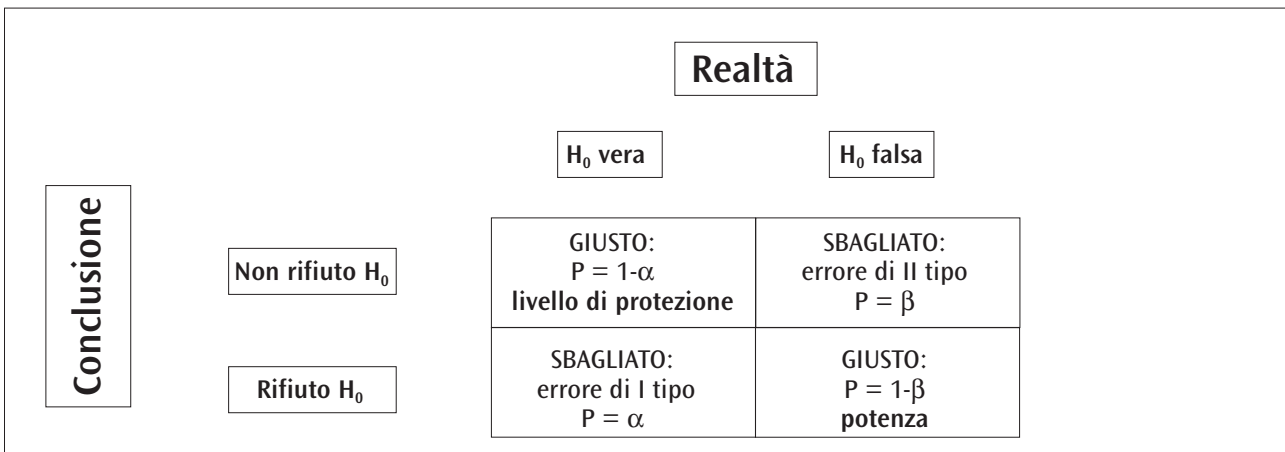 Realtà
H₀ vera
H₀ falsa
Conclusione
Non rifiuto H₀
GIUSTO:
P = 1-α
livello di protezione
SBAGLIATO:
errore di II tipo
P = β
Rifiuto H₀
SBAGLIATO:
errore di I tipo
P = α
GIUSTO:
P = 1-β
potenza